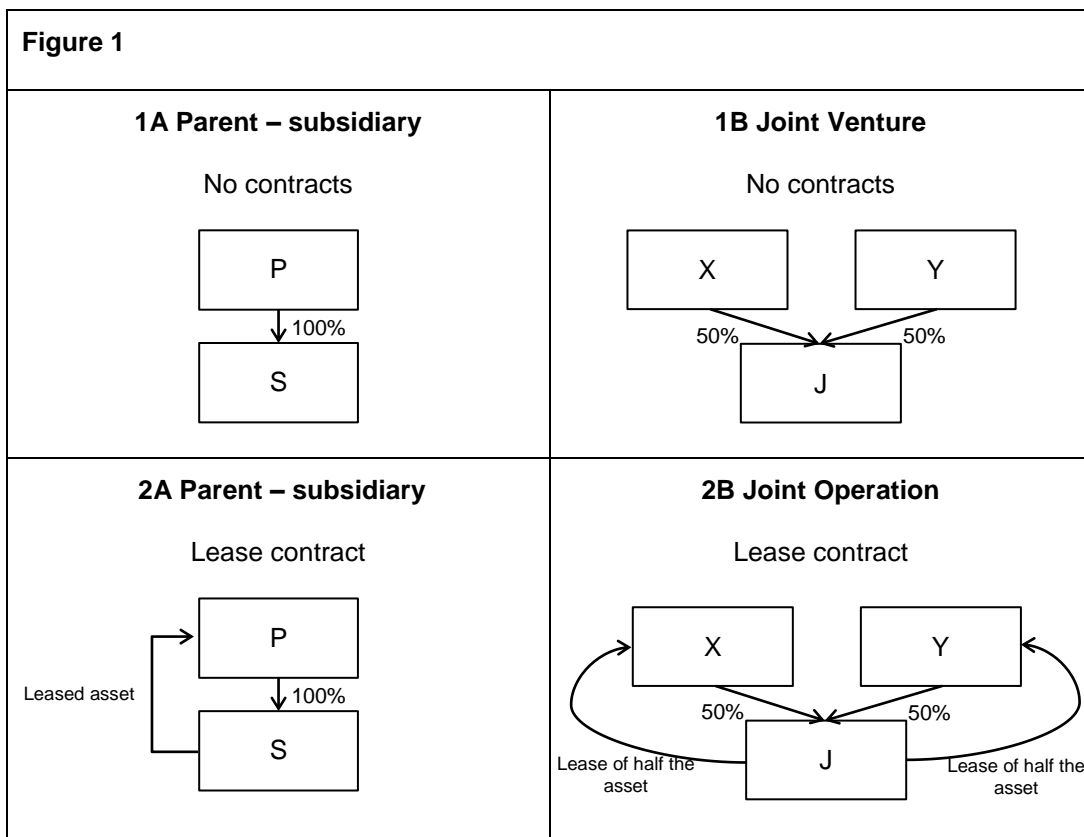 Figure 1
1A Parent – subsidiary
No contracts
P
100%
S
1B Joint Venture
No contracts
X
Y
50%
50%
J
2A Parent – subsidiary
Lease contract
P
Leased asset
100%
S
2B Joint Operation
Lease contract
X
Y
50%
50%
J
Lease of half the
asset
Lease of half the
asset